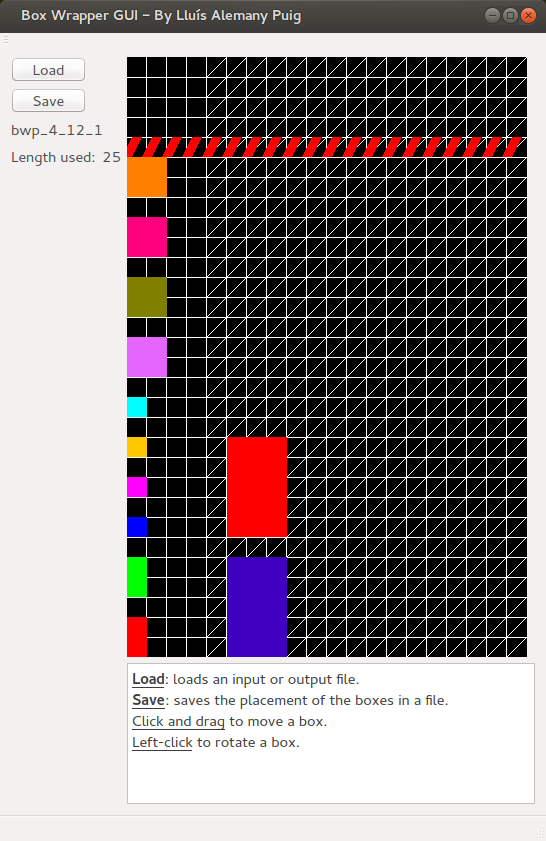 Box Wrapper GUI – By Lluís Alemany Puig
Load
Save
bwp_4_12_1
Length used: 25
Load: loads an input or output file.
Save: saves the placement of the boxes in a file.
Click and drag to move a box.
Left-click to rotate a box.